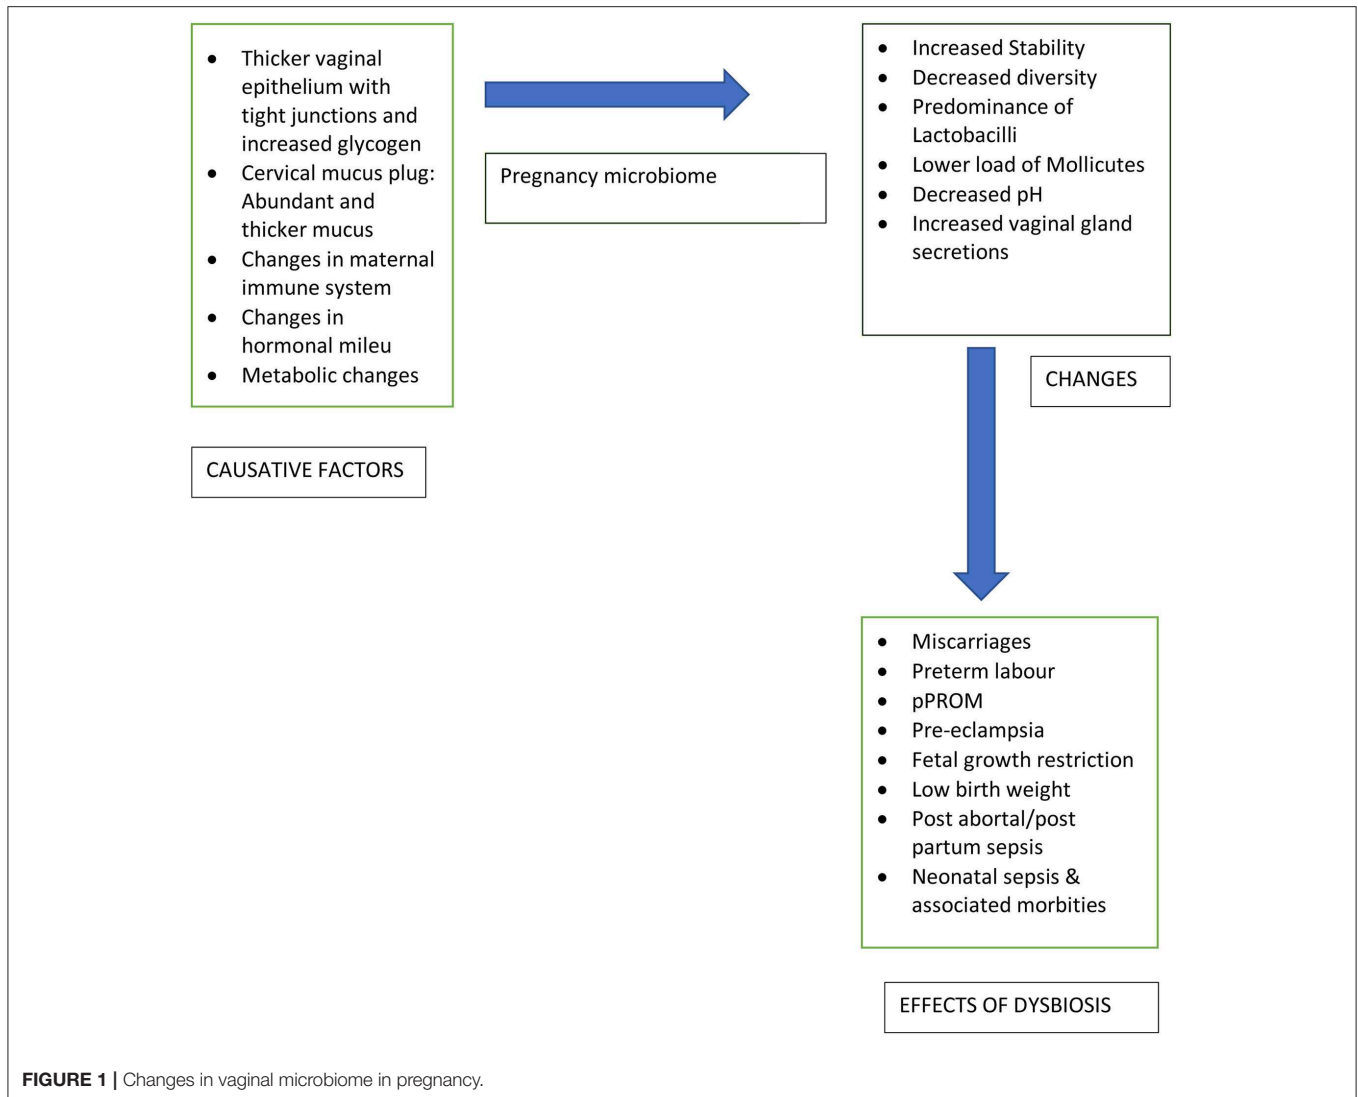 • Thicker vaginal
epithelium with
tight junctions and
increased glycogen
• Cervical mucus plug:
Abundant and
thicker mucus
• Changes in maternal
immune system
• Changes in
hormonal mileu
• Metabolic changes
CAUSATIVE FACTORS
Pregnancy microbiome
• Increased Stability
• Decreased diversity
• Predominance of
Lactobacilli
• Lower load of Mollicutes
• Decreased pH
• Increased vaginal gland
secretions
CHANGES
• Miscarriages
• Preterm labour
• pPROM
• Pre-eclampsia
• Fetal growth restriction
• Low birth weight
• Post abortal/post
partum sepsis
• Neonatal sepsis &
associated morbities
EFFECTS OF DYSBIOSIS
FIGURE 1 | Changes in vaginal microbiome in pregnancy.